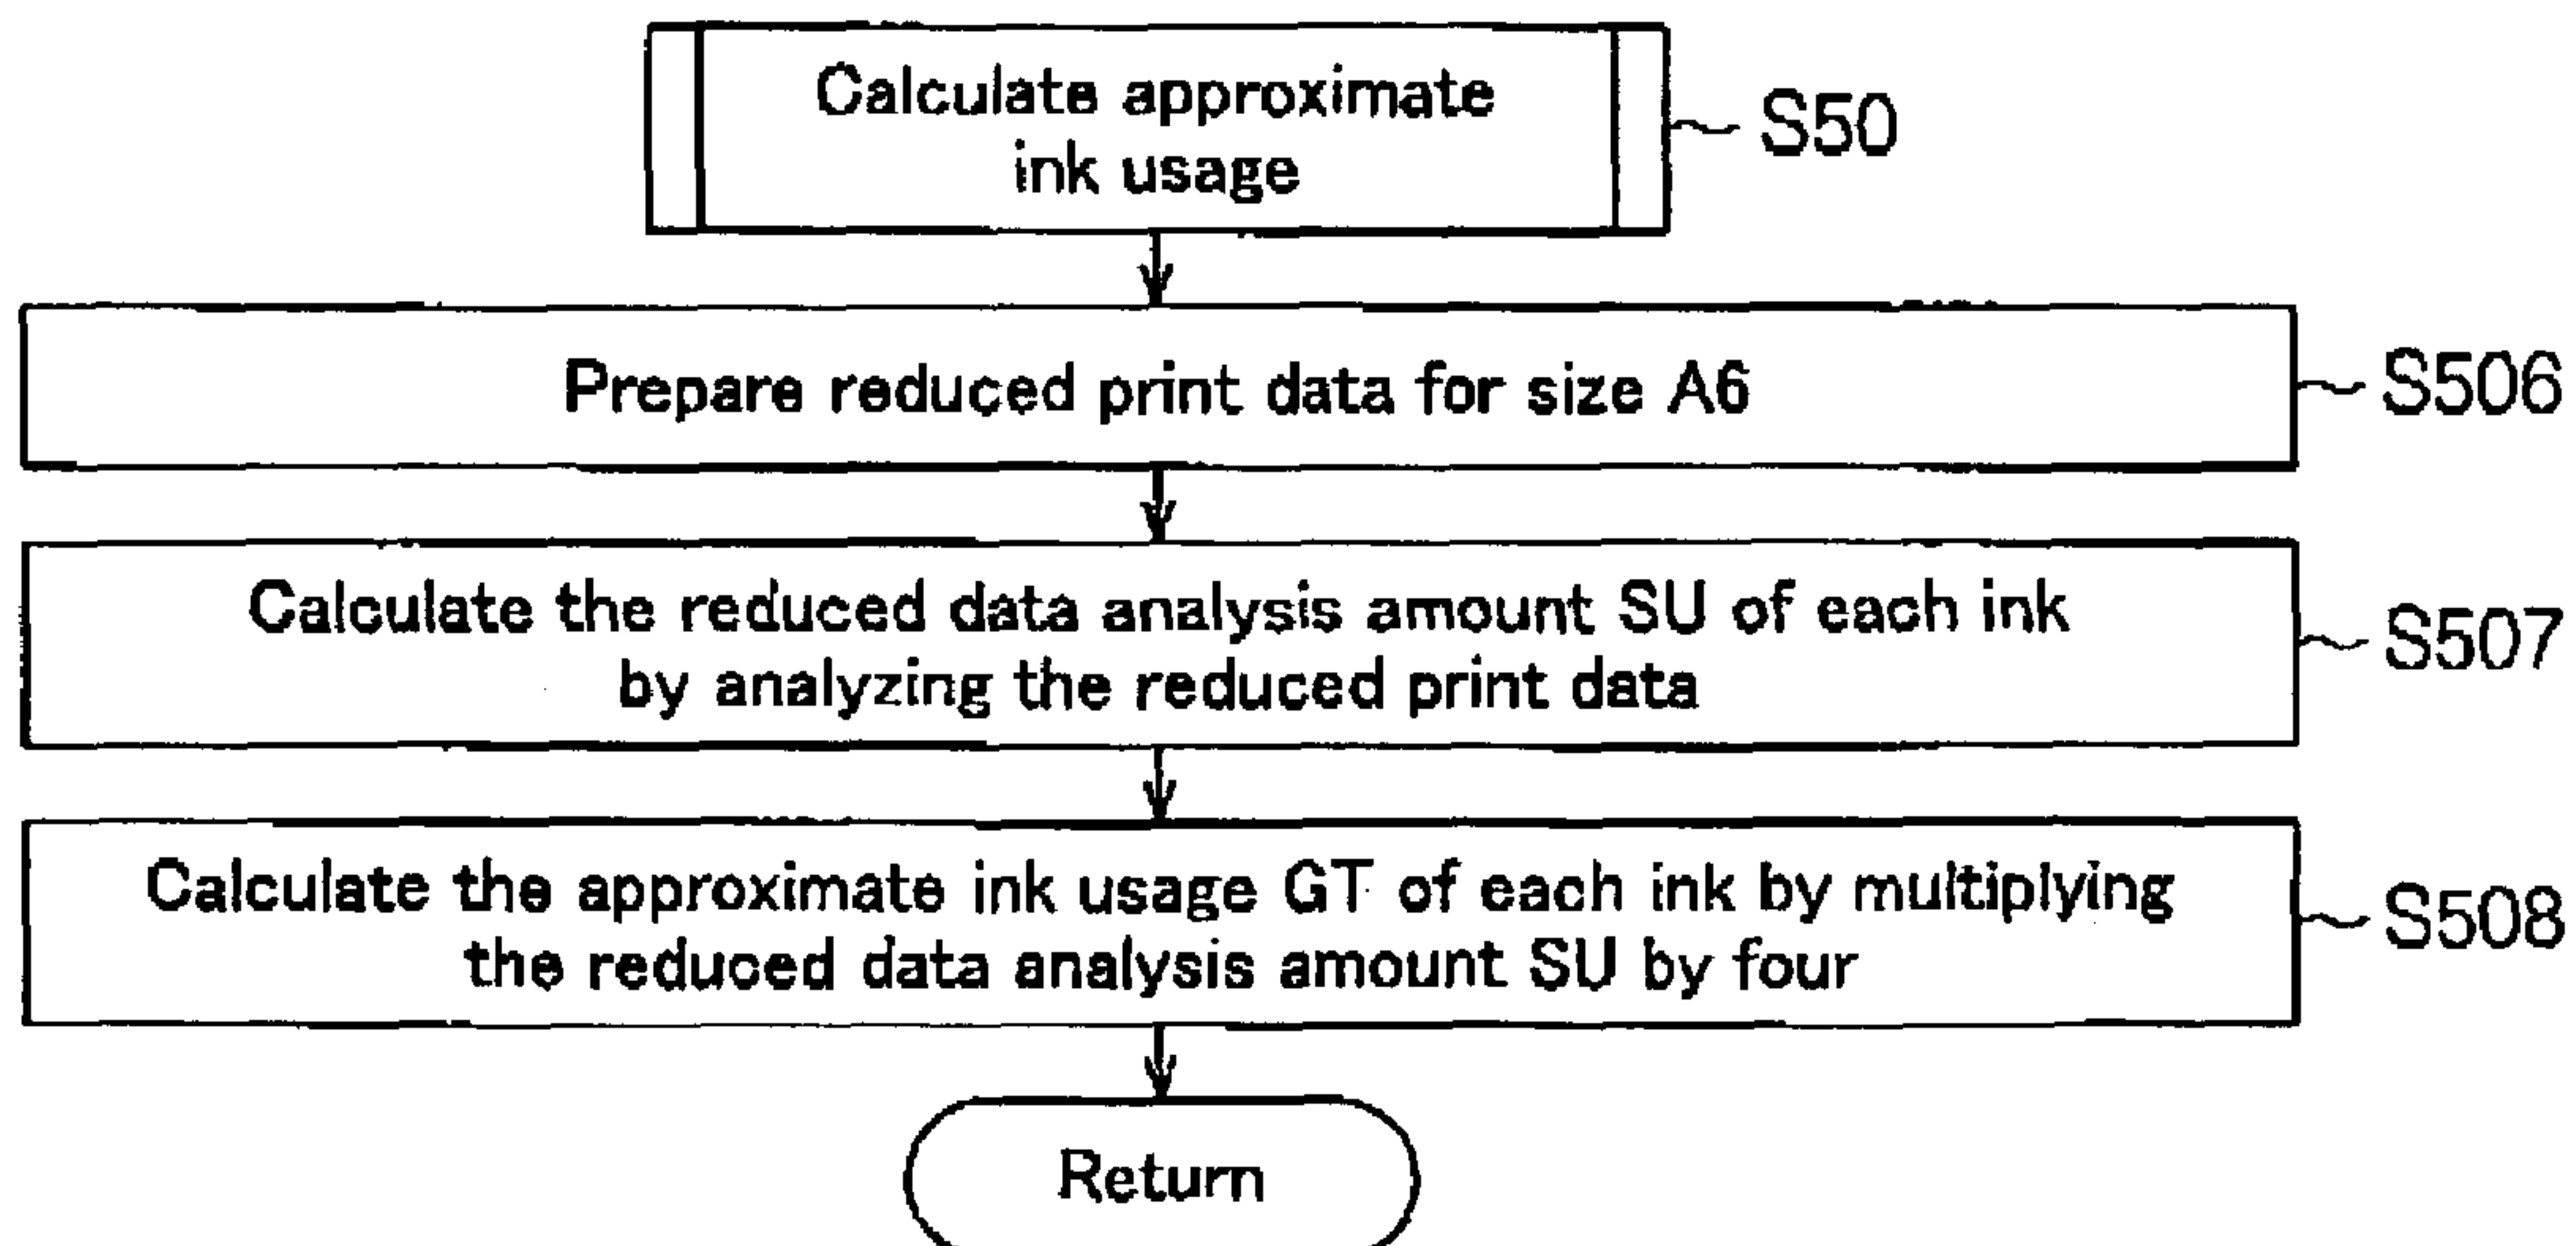 Calculate approximate
ink usage
S50
Prepare reduced print data for size A6
S506
Calculate the reduced data analysis amount SU of each ink
by analyzing the reduced print data
S507
Calculate the approximate ink usage GT of each ink by multiplying
the reduced data analysis amount SU by four
S508
Return